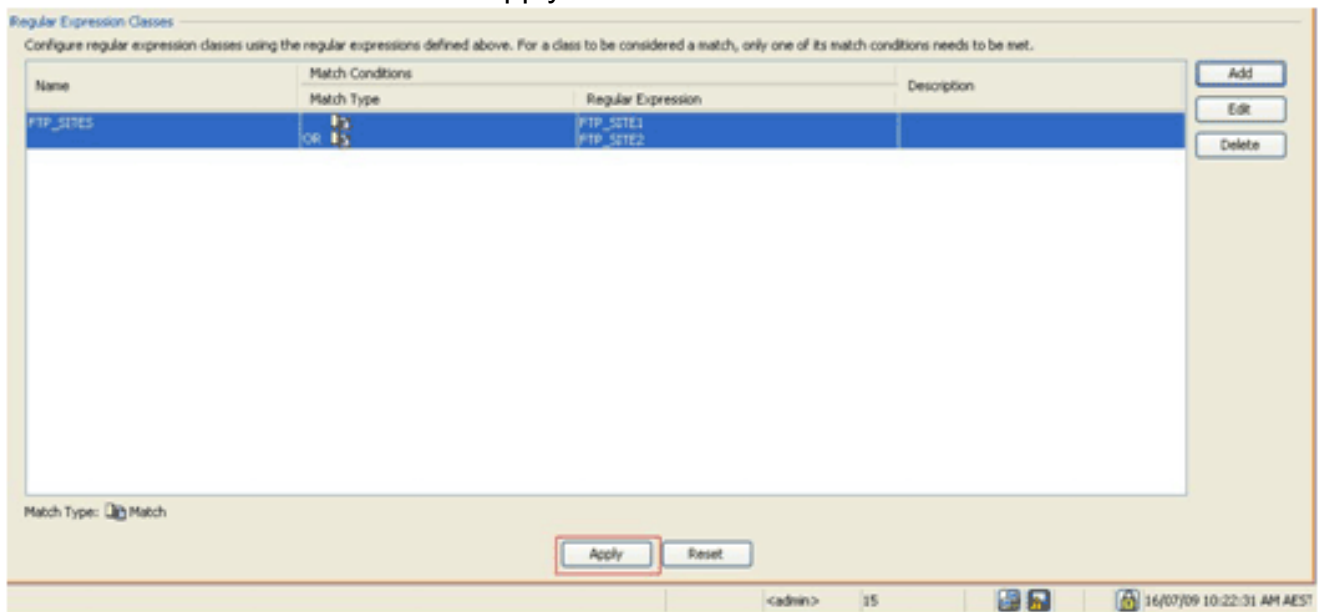 Apply
Regular Expression Classes
Configure regular expression classes using the regular expressions defined above. For a class to be considered a match, only one of its match conditions needs to be met.
Name
Match Conditions
Description
Match Type
Regular Expression
FTP_SITES
FTP_SITE1
OR
FTP_SITE2
Add
Edit
Delete
Match Type: Match
Apply Reset
<admin> 15 16/07/09 10:22:31 AM AEST